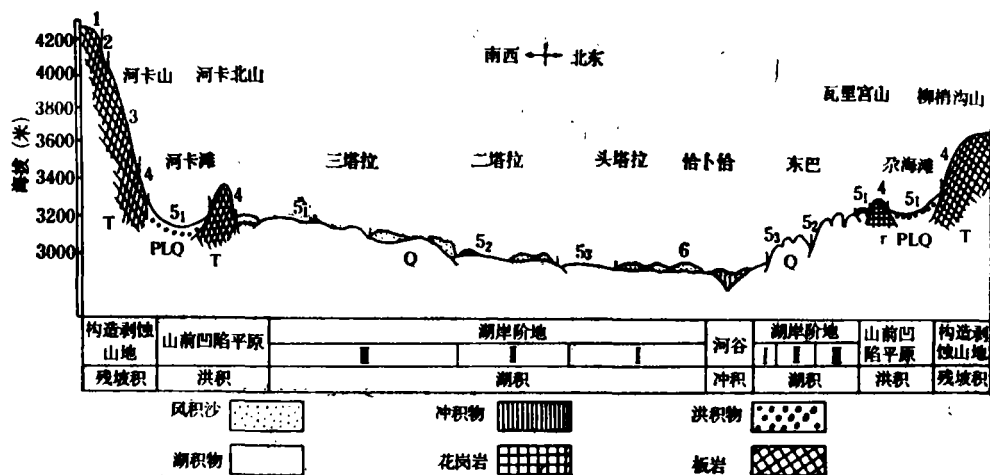 1
4200
2
南西
北东
河卡山
河卡北山
4000
瓦里宫山
柳梢沟山
3800
3
海拔(米)
3600
三塔拉
二塔拉
头塔拉
恰卜恰
东巴
尕海滩
河卡滩
3400
4
4
4
4
3200
5₁
5₁
5₁
5₁
5₂
5₂
5₃
5₃
6
3000
T
PLQ
T
Q
Q
r
PLQ
T
构造剥蚀山地
山前凹陷平原
湖岸阶地
河谷
湖岸阶地
山前凹陷平原
构造剥蚀山地
Ⅲ
Ⅱ
Ⅰ
Ⅰ
Ⅱ
Ⅲ
残坡积
洪积
湖积
冲积
湖积
洪积
残坡积
风积沙
冲积物
洪积物
湖积物
花岗岩
板岩